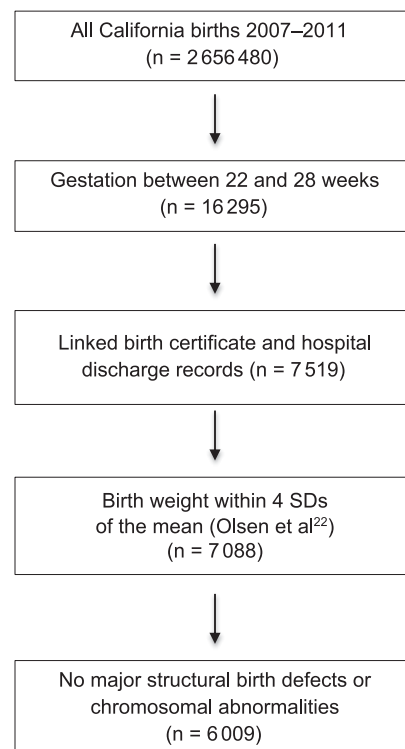 All California births 2007–2011
(n = 2 656 480)
Gestation between 22 and 28 weeks
(n = 16 295)
Linked birth certificate and hospital
discharge records (n = 7 519)
Birth weight within 4 SDs
of the mean (Olsen et al²²)
(n = 7 088)
No major structural birth defects or
chromosomal abnormalities
(n = 6 009)